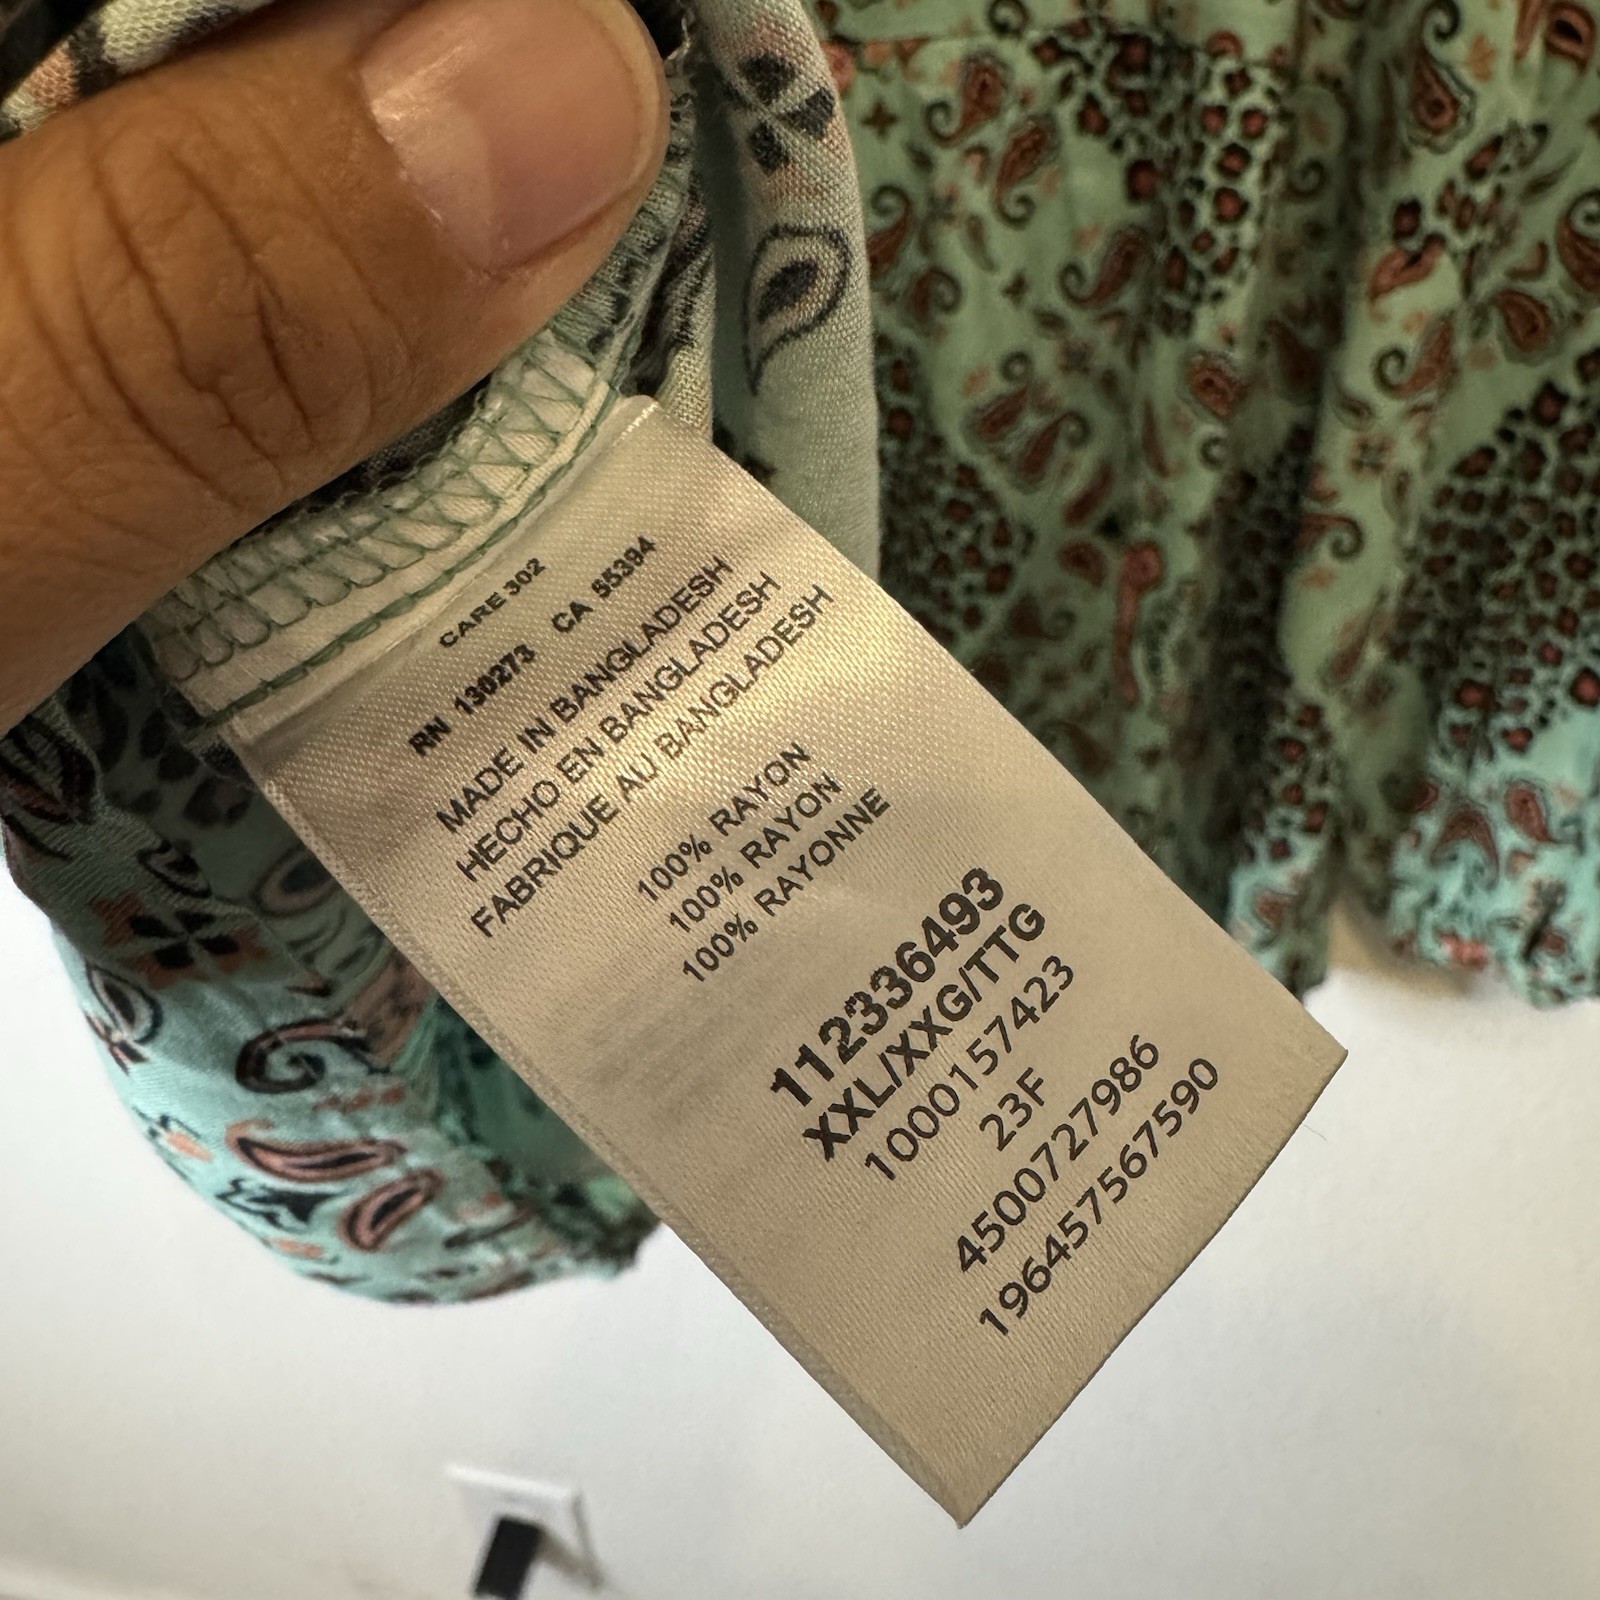 CARE 302
RN 130273 CA 55394
MADE IN BANGLADESH
HECHO EN BANGLADESH
FABRIQUE AU BANGLADESH
100% RAYON
100% RAYON
100% RAYONNE
112336493
XXL/XXG/TTG
1000157423
23F
4500727986
196457567590